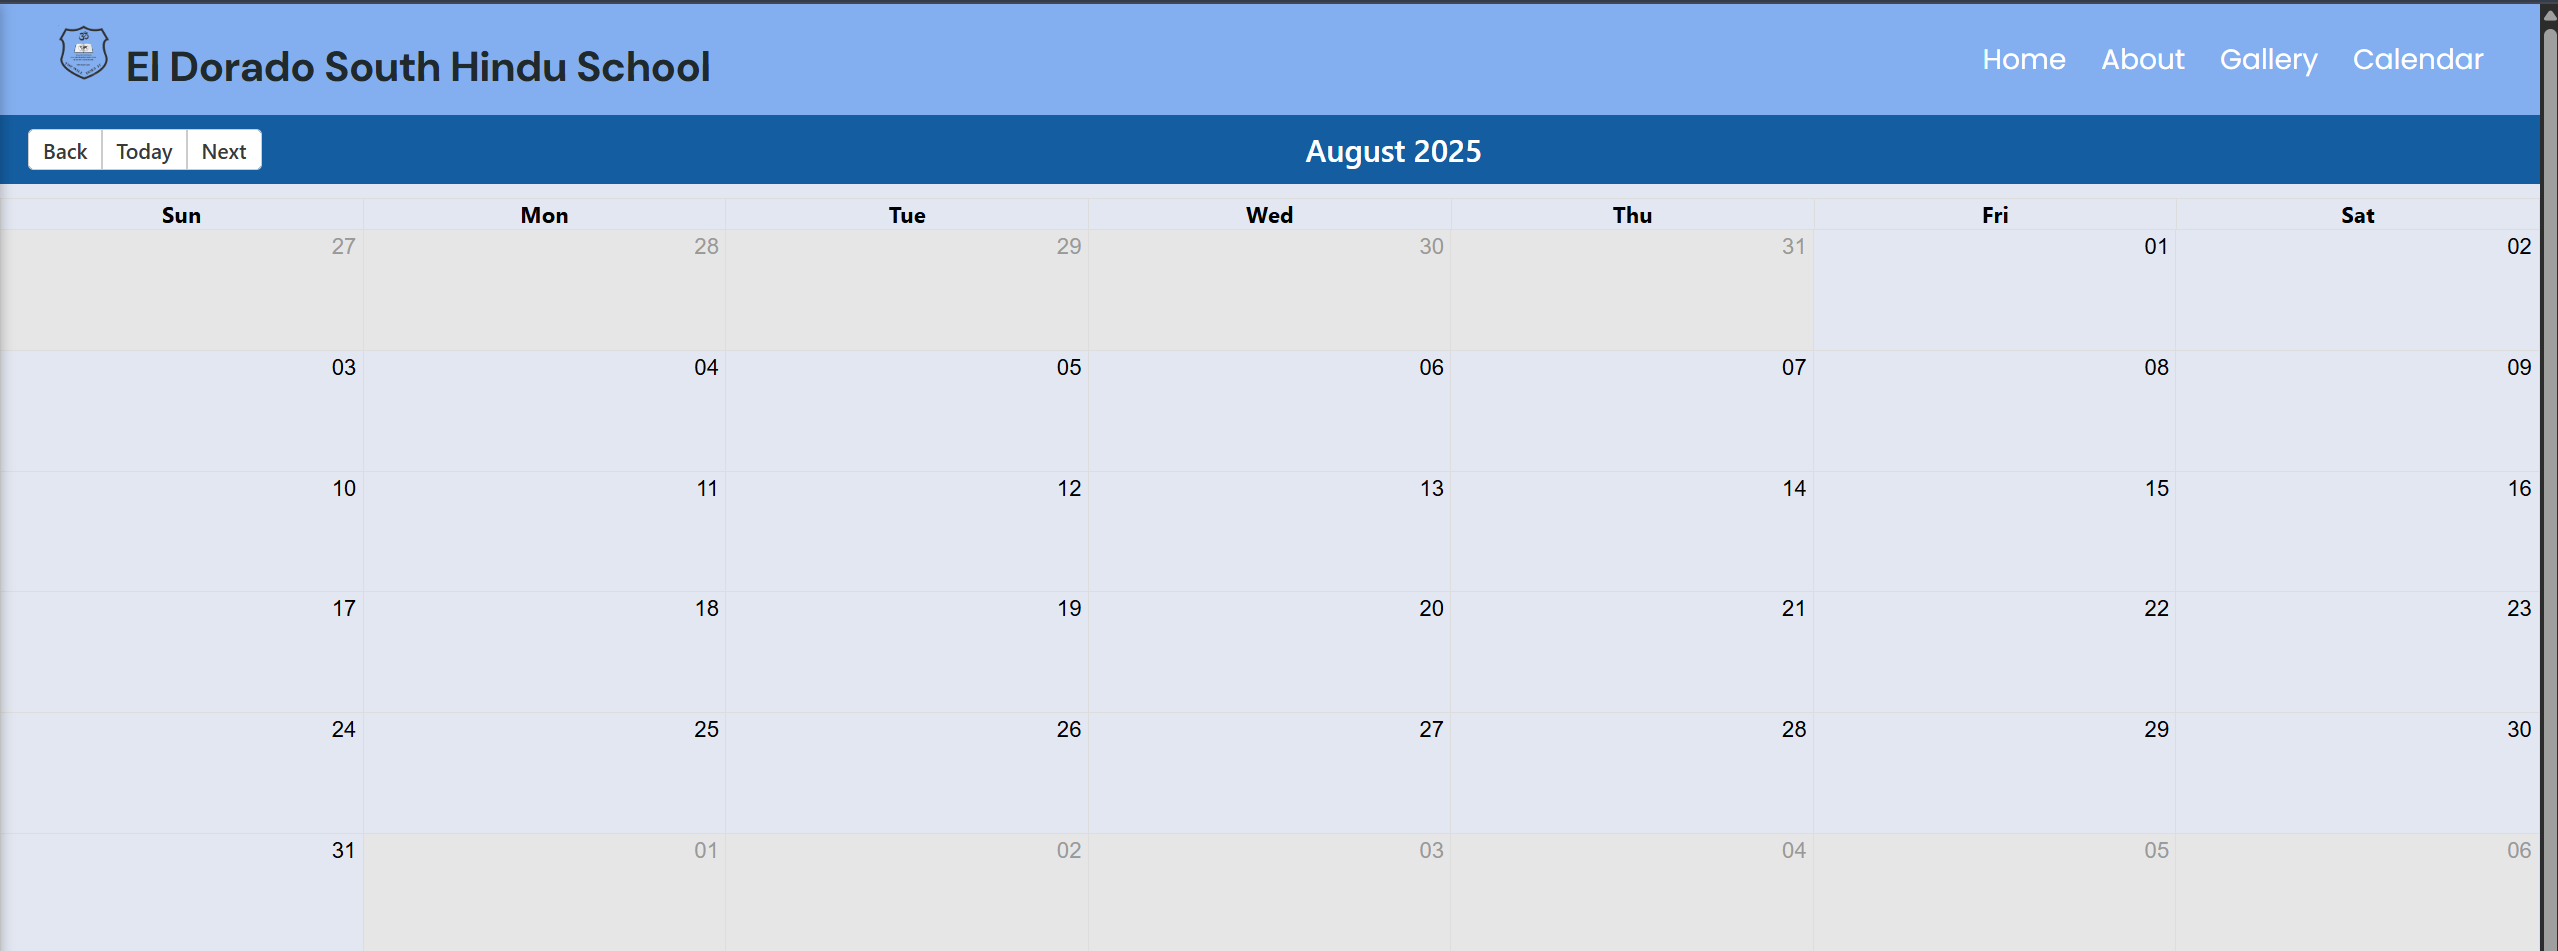 El Dorado South Hindu School
Home About Gallery Calendar
Back Today Next
August 2025
Sun Mon Tue Wed Thu Fri Sat
27 28 29 30 31 01 02
03 04 05 06 07 08 09
10 11 12 13 14 15 16
17 18 19 20 21 22 23
24 25 26 27 28 29 30
31 01 02 03 04 05 06